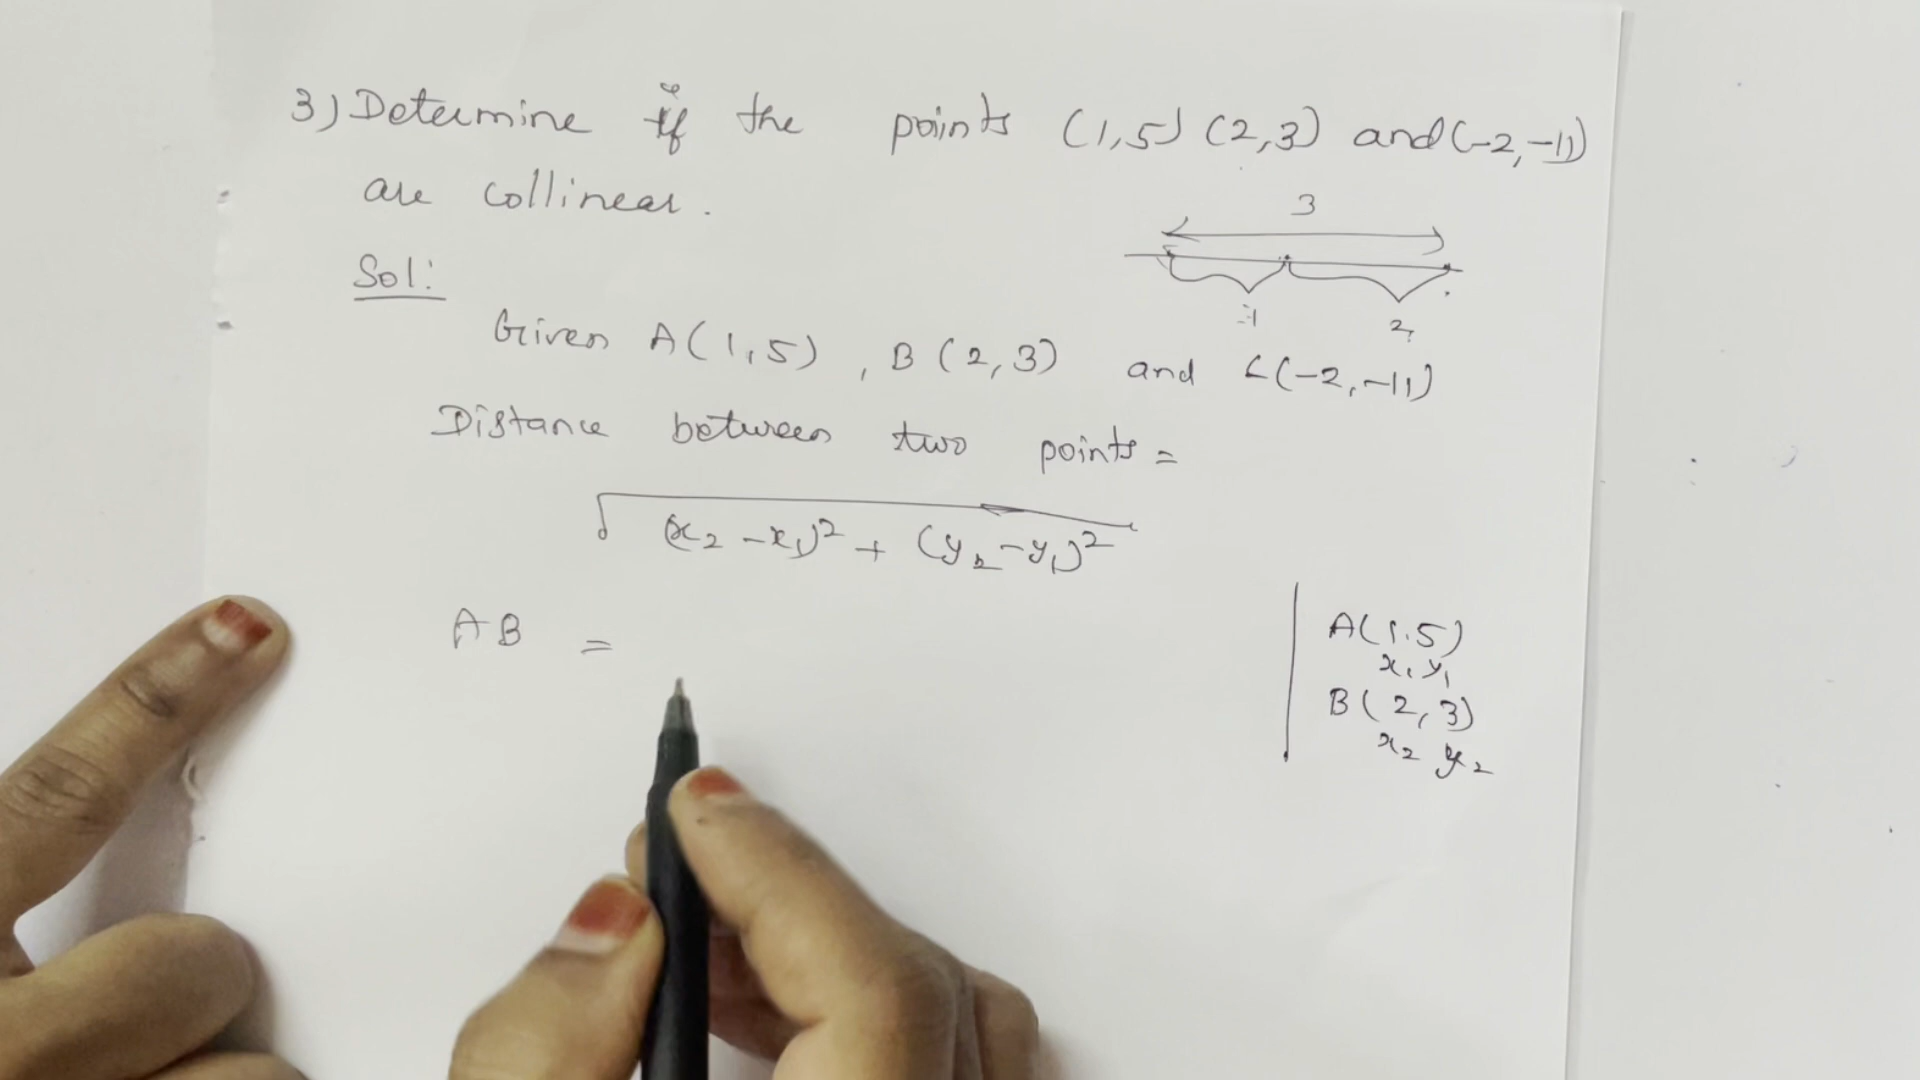 3) Determine if the points (1,5) (2,3) and (-2,-11)
are collinear.
3
1 2
Sol:
Given A(1,5), B(2,3) and C(-2,-11)
Distance between two points =
√(x₂-x₁)² + (y₂-y₁)²
AB =
A(1.5)
x₁ y₁
B(2,3)
x₂ y₂